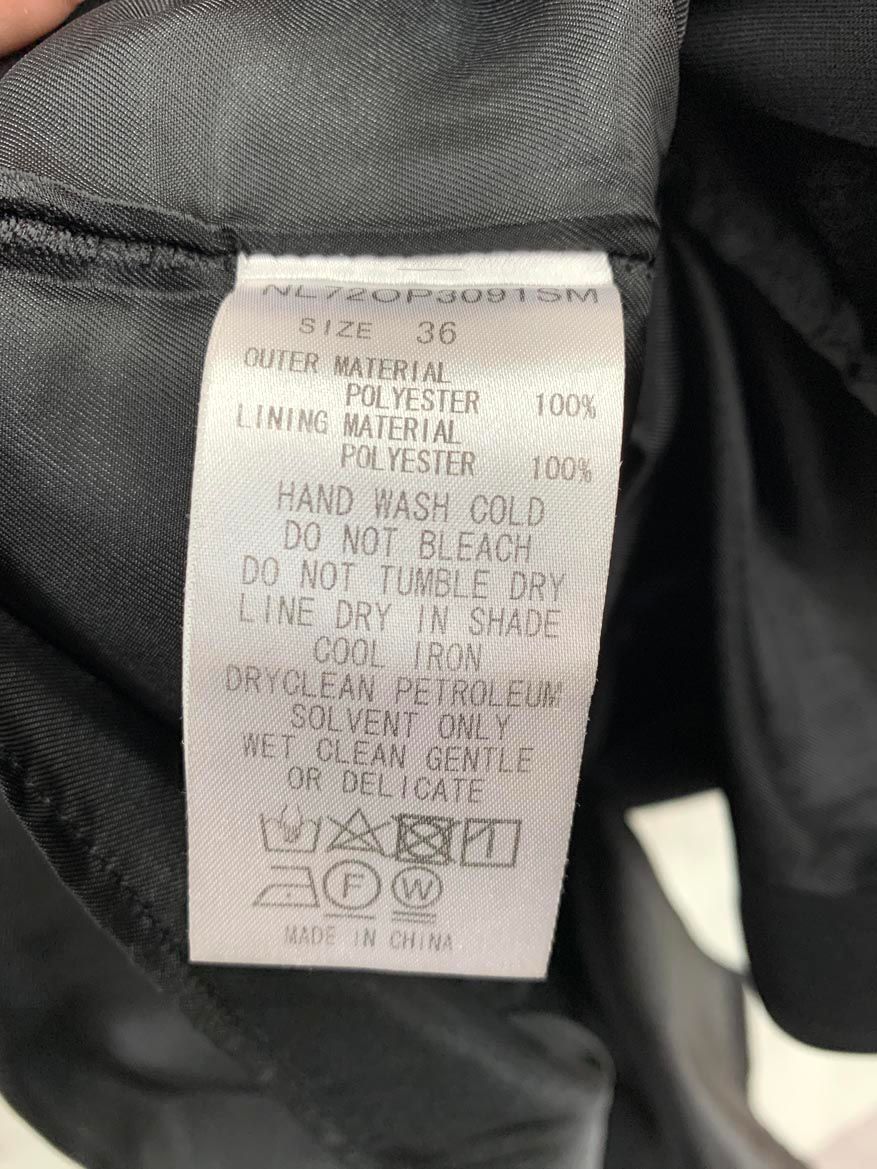 NL72OP3091SM
SIZE 36
OUTER MATERIAL
POLYESTER 100%
LINING MATERIAL
POLYESTER 100%
HAND WASH COLD
DO NOT BLEACH
DO NOT TUMBLE DRY
LINE DRY IN SHADE
COOL IRON
DRYCLEAN PETROLEUM
SOLVENT ONLY
WET CLEAN GENTLE
OR DELICATE
F W
MADE IN CHINA